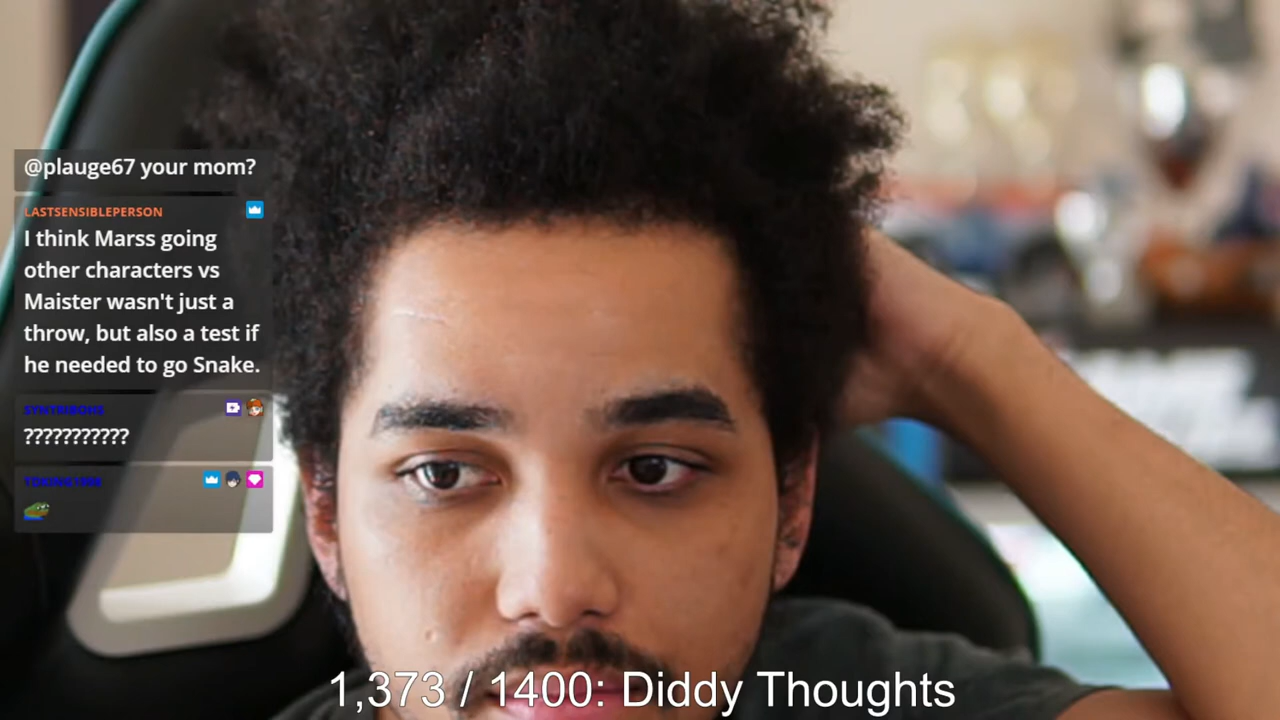 @plauge67 your mom?
LASTSENSIBLEPERSON
I think Marss going
other characters vs
Maister wasn't just a
throw, but also a test if
he needed to go Snake.
???????????
1,373 / 1400: Diddy Thoughts